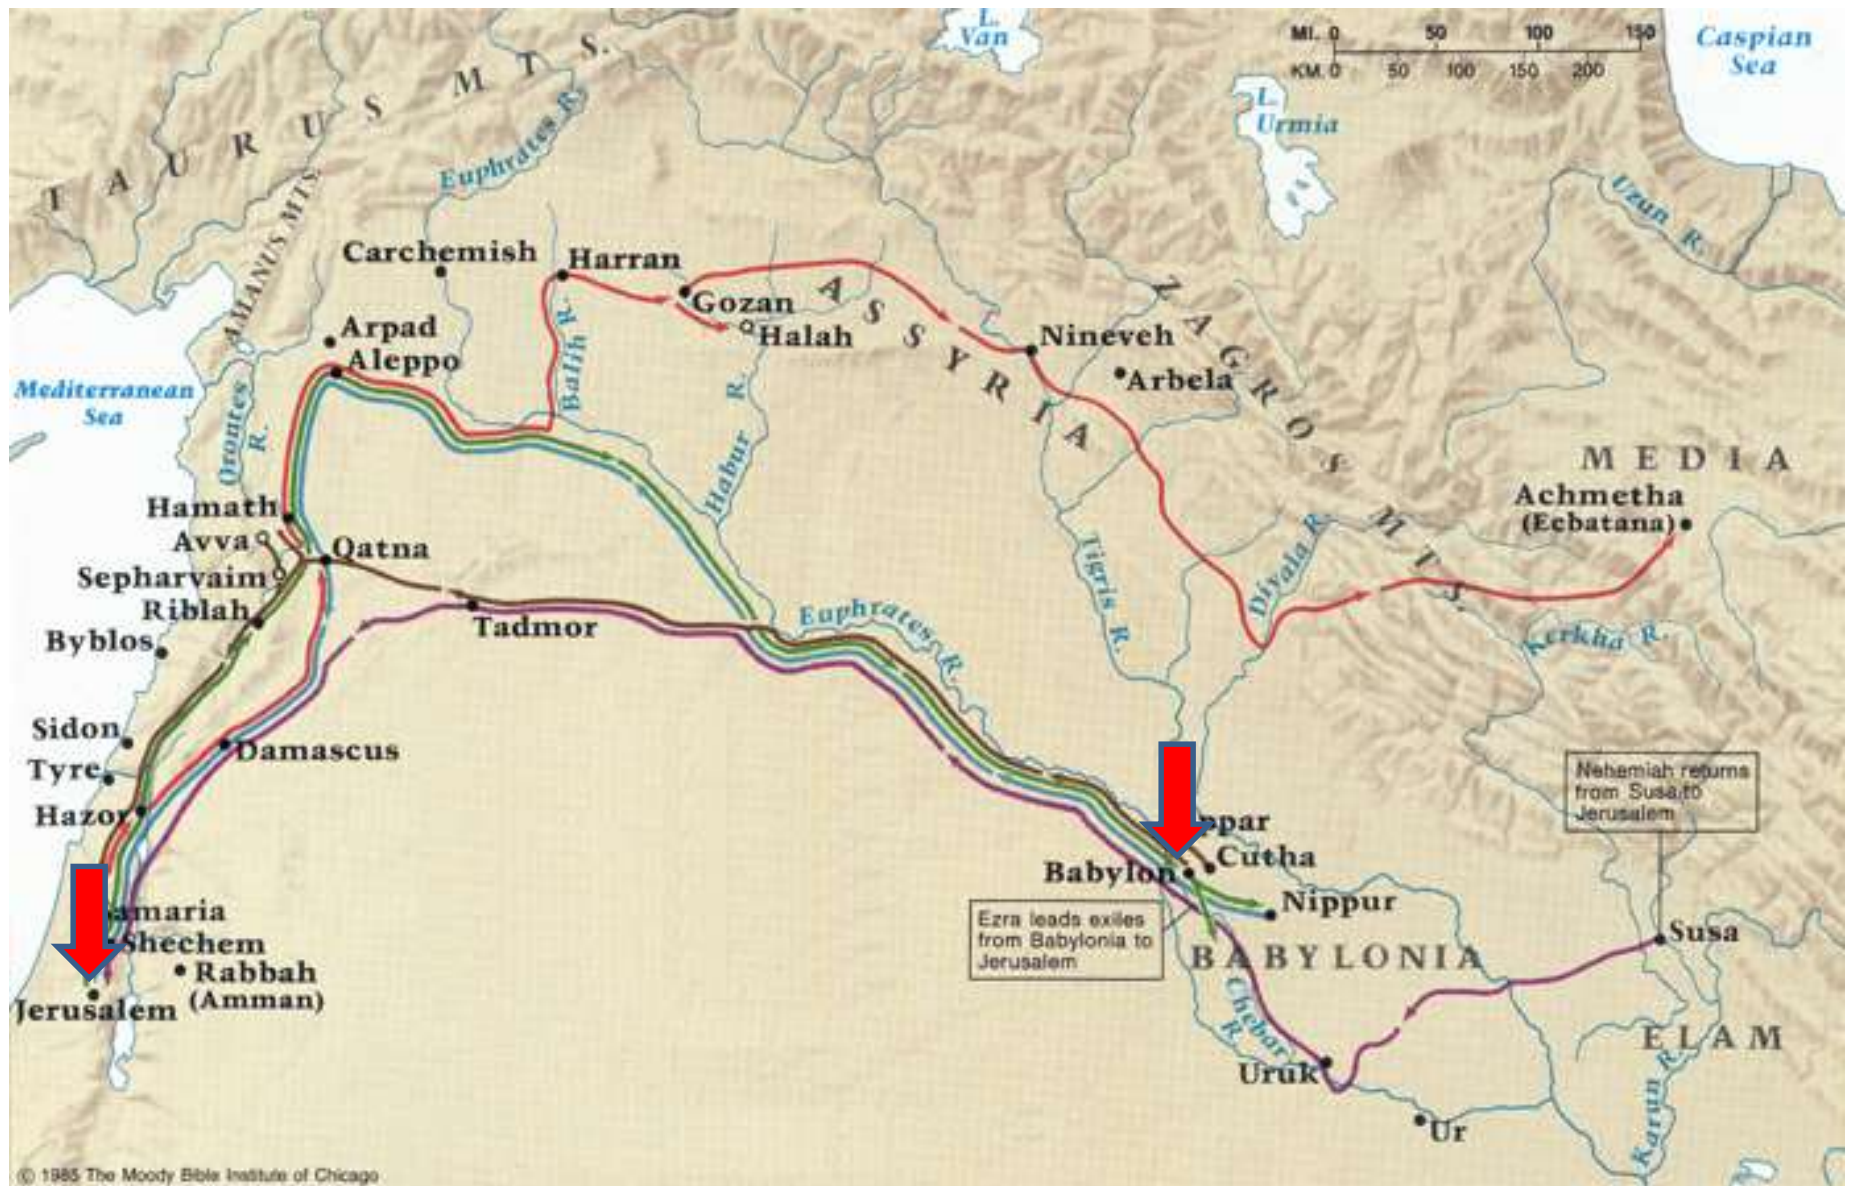 L.
Van
MI. 0 50 100 150
KM. 0 50 100 150 200
Caspian
Sea
L.
Urmia
TAURUS MTS.
Euphrates R.
Uzun R.
AMANUS MTS.
Carchemish
Harran
Gozan
Halah
ASSYRIA
ZAGROS MTS.
Arpad
Aleppo
Nineveh
Arbela
Balih R.
Mediterranean
Sea
Orontes
R.
Habur R.
MEDIA
Achmetha
(Ecbatana)
Hamath
Avva
Qatna
Sepharvaim
Riblah
Byblos
Tadmor
Euphrates R.
Tigris R.
Diyala R.
Kerkha R.
Sidon
Damascus
Tyre
Hazor
Nehemiah returns
from Susa to
Jerusalem
ppar
Cutha
Babylon
Nippur
amaria
Shechem
Rabbah
(Amman)
Jerusalem
Ezra leads exiles
from Babylonia to
Jerusalem
BABYLONIA
Susa
Chebar
R.
Uruk
ELAM
Karun R.
Ur
© 1985 The Moody Bible Institute of Chicago